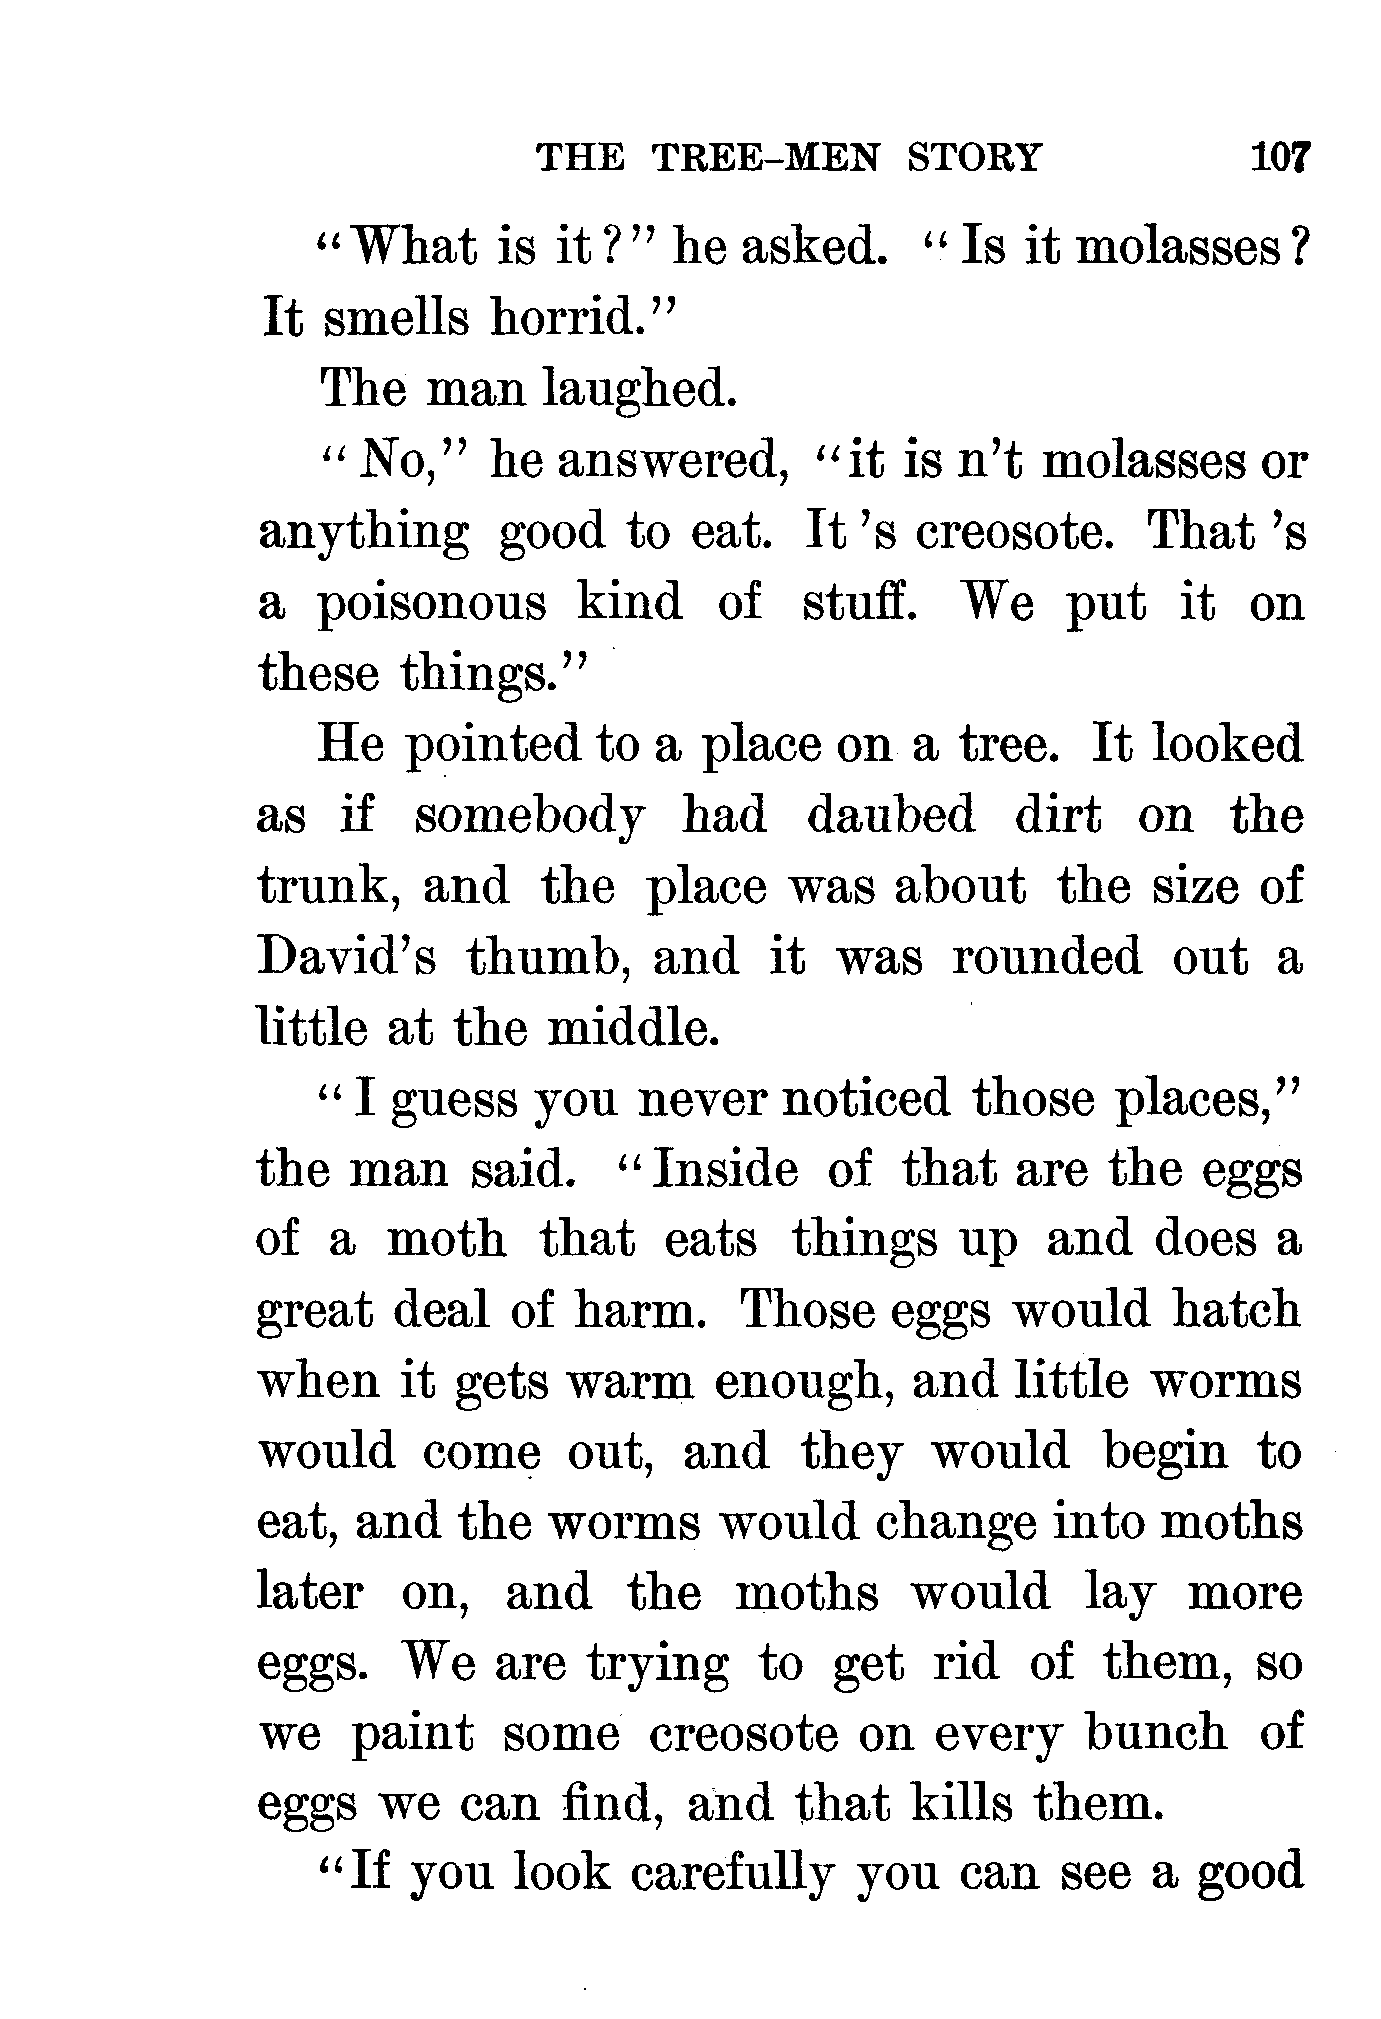 THE TREE-MEN STORY 107
"What is it?" he asked. "Is it molasses?
It smells horrid."
The man laughed.
"No," he answered, "it is n't molasses or
anything good to eat. It 's creosote. That 's
a poisonous kind of stuff. We put it on
these things."
He pointed to a place on a tree. It looked
as if somebody had daubed dirt on the
trunk, and the place was about the size of
David's thumb, and it was rounded out a
little at the middle.
"I guess you never noticed those places,"
the man said. "Inside of that are the eggs
of a moth that eats things up and does a
great deal of harm. Those eggs would hatch
when it gets warm enough, and little worms
would come out, and they would begin to
eat, and the worms would change into moths
later on, and the moths would lay more
eggs. We are trying to get rid of them, so
we paint some creosote on every bunch of
eggs we can find, and that kills them.
"If you look carefully you can see a good